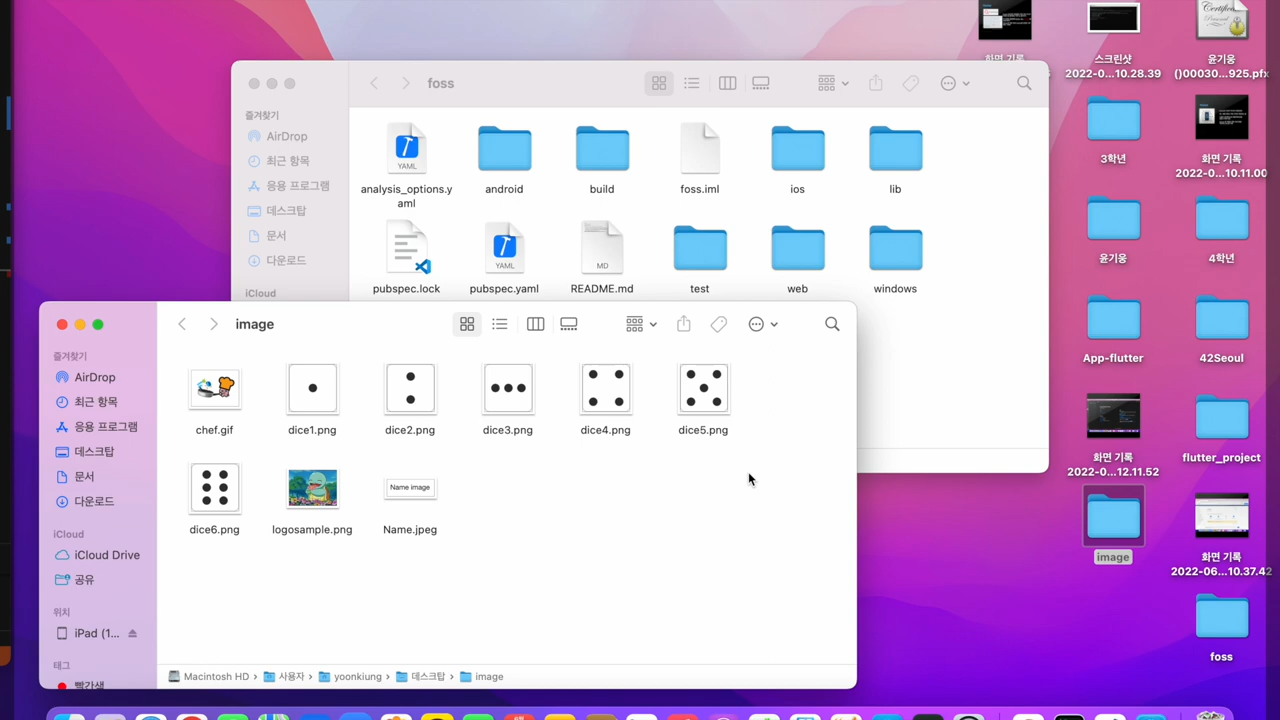 foss
즐겨찾기
AirDrop
최근 항목
응용 프로그램
데스크탑
문서
다운로드
iCloud
YAML
analysis_options.y
aml
android
build
foss.iml
ios
lib
pubspec.lock
YAML
pubspec.yaml
MD
README.md
test
web
windows
image
즐겨찾기
AirDrop
최근 항목
응용 프로그램
데스크탑
문서
다운로드
iCloud
iCloud Drive
공유
위치
iPad (1...
태그
빨간색
chef.gif
dice1.png
dice2.png
dice3.png
dice4.png
dice5.png
dice6.png
logosample.png
Name image
Name.jpeg
Macintosh HD
사용자
yoonkiung
데스크탑
image
화면 기록
스크린샷
2022-0...10.28.39
윤기웅
()00030...925.pfx
3학년
화면 기록
2022-0...10.11.00
윤기웅
4학년
App-flutter
42Seoul
화면 기록
2022-0...12.11.52
flutter_project
image
화면 기록
2022-06...10.37.42
foss